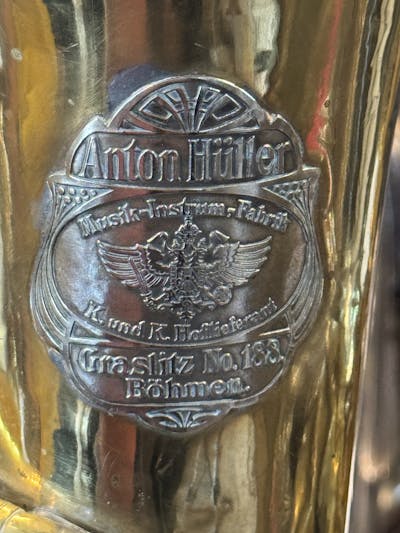 Anton Hüller
Musik-Instrum.-Fabrik
K. und K. Hoflieferant
Graslitz No. 188,
Böhmen.